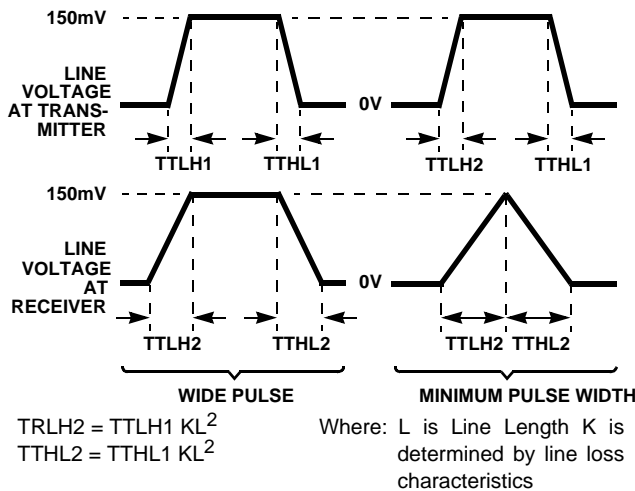 150mV
LINE
VOLTAGE
AT TRANS-
MITTER
0V
TTLH1 TTHL1 TTLH2 TTHL1
150mV
LINE
VOLTAGE
AT
RECEIVER
0V
TTLH2 TTHL2 TTLH2 TTHL2
WIDE PULSE MINIMUM PULSE WIDTH
TRLH2 = TTLH1 KL²
TTHL2 = TTHL1 KL²
Where: L is Line Length K is
determined by line loss
characteristics